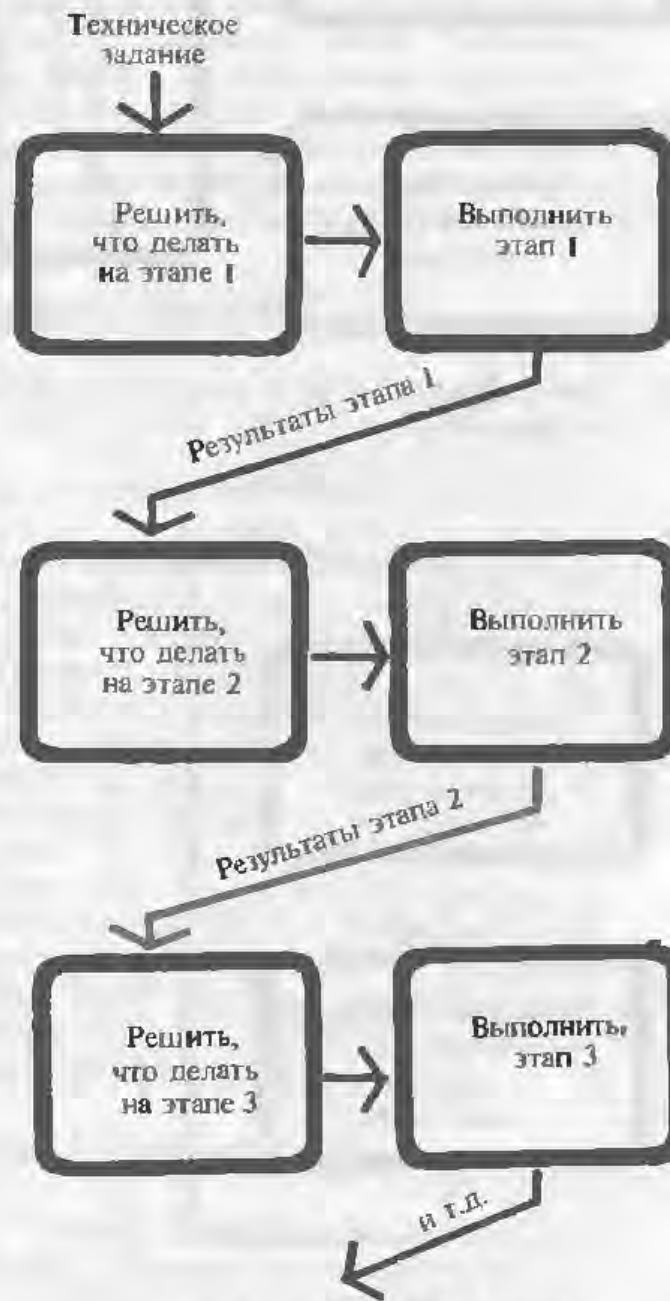 Техническое
задание
Решить,
что делать
на этапе 1
Выполнить
этап 1
Результаты этапа 1
Решить,
что делать
на этапе 2
Выполнить
этап 2
Результаты этапа 2
Решить,
что делать
на этапе 3
Выполнить,
этап 3
и т.д.